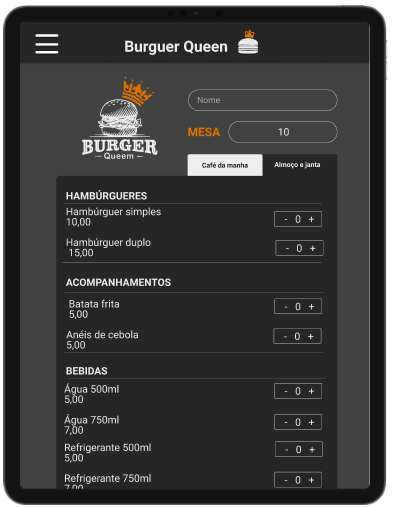 Burguer Queen
BURGER
Queem
Nome
MESA 10
Café da manha Almoço e janta
HAMBÚRGUERES
Hambúrguer simples
10,00
- 0 +
Hambúrguer duplo
15,00
- 0 +
ACOMPANHAMENTOS
Batata frita
5,00
- 0 +
Anéis de cebola
5,00
- 0 +
BEBIDAS
Água 500ml
5,00
- 0 +
Água 750ml
7,00
- 0 +
Refrigerante 500ml
5,00
- 0 +
Refrigerante 750ml
7,00
- 0 +